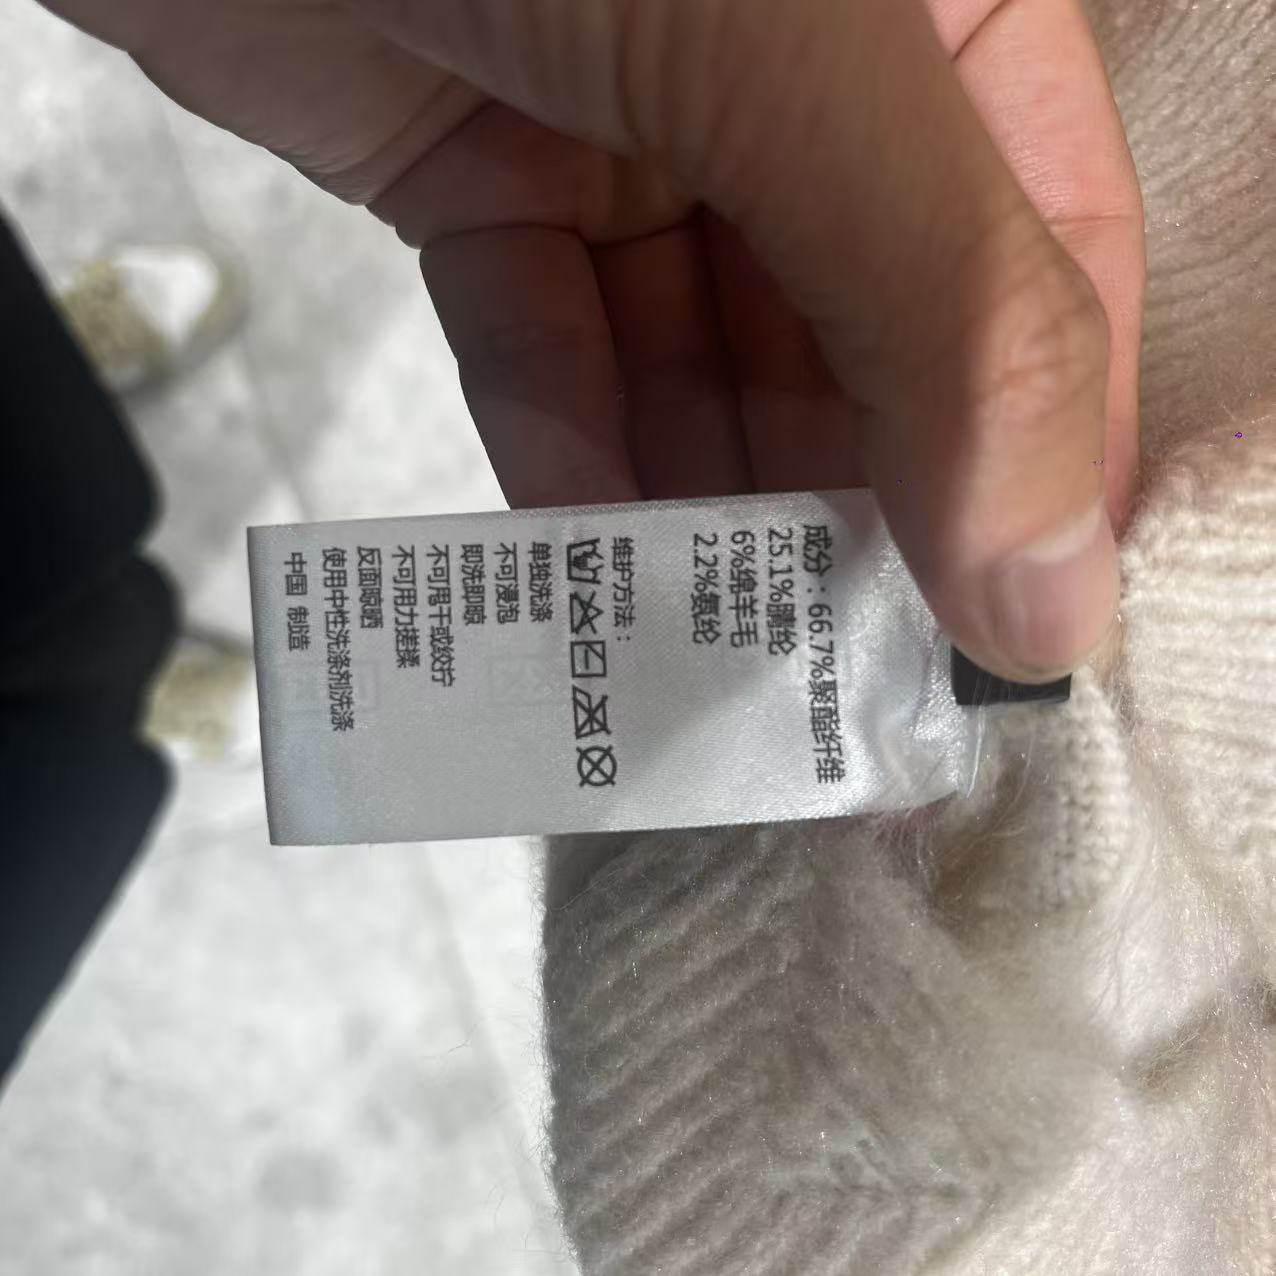 成分：66.7%聚酯纤维
25.1%腈纶
6%绵羊毛
2.2%氨纶
维护方法：
单独洗涤
不可浸泡
即洗即晾
不可甩干或绞拧
不可用力搓揉
反面晾晒
使用中性洗涤剂洗涤
中国 制造